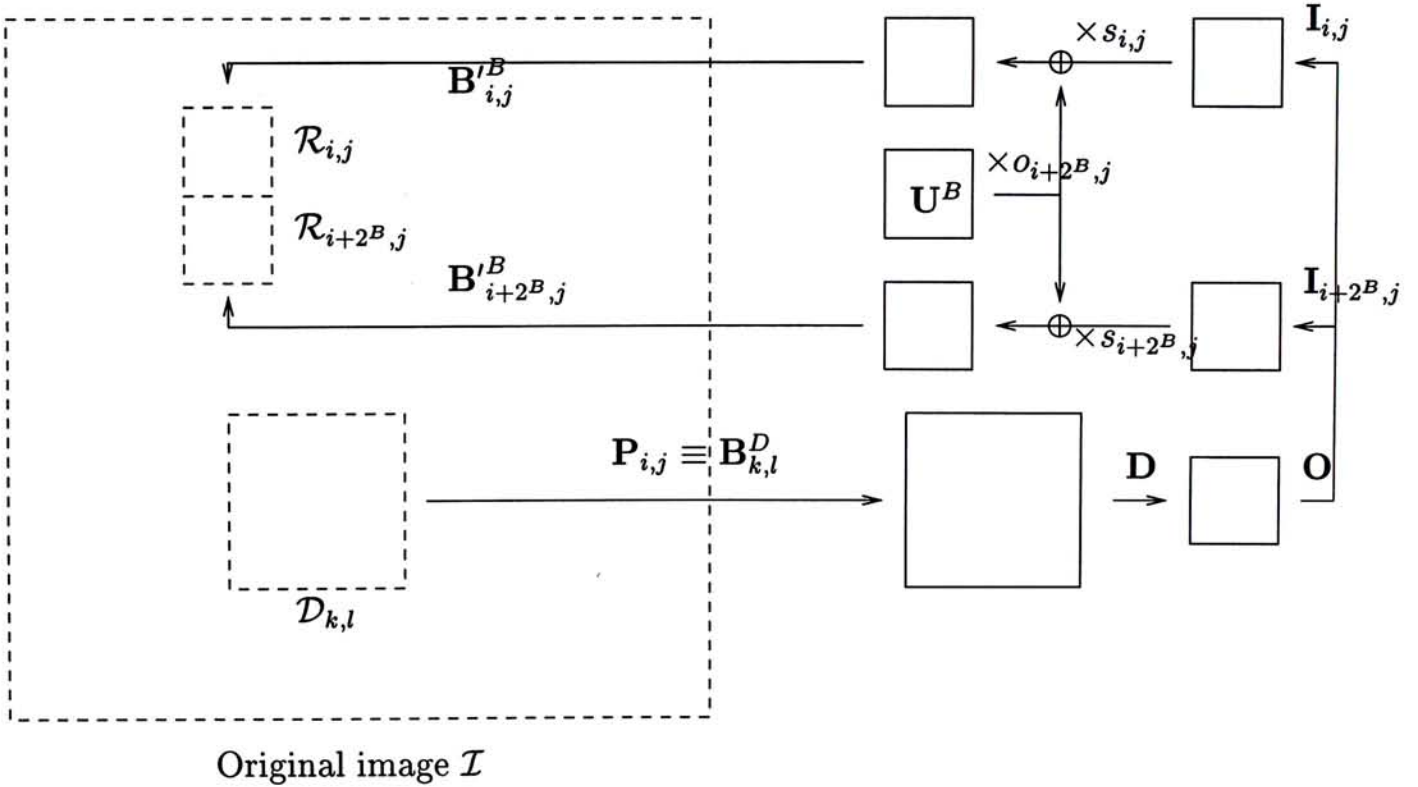 × s_{i,j} I_{i,j}
B'^B_{i,j}
R_{i,j}
U^B × o_{i+2^B,j}
R_{i+2^B,j}
B'^B_{i+2^B,j} I_{i+2^B,j}
× s_{i+2^B,j}
P_{i,j} ≡ B^D_{k,l} D O
D_{k,l}
Original image I